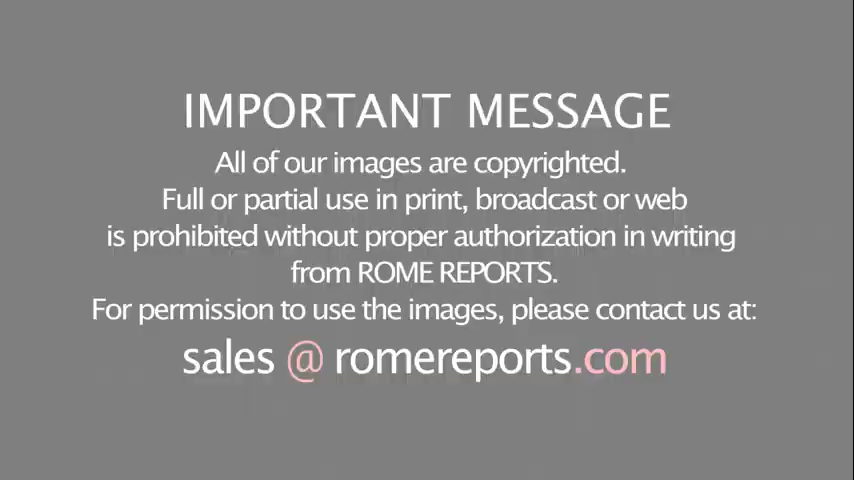 IMPORTANT MESSAGE
All of our images are copyrighted.
Full or partial use in print, broadcast or web
is prohibited without proper authorization in writing
from ROME REPORTS.
For permission to use the images, please contact us at:
sales @ romereports.com